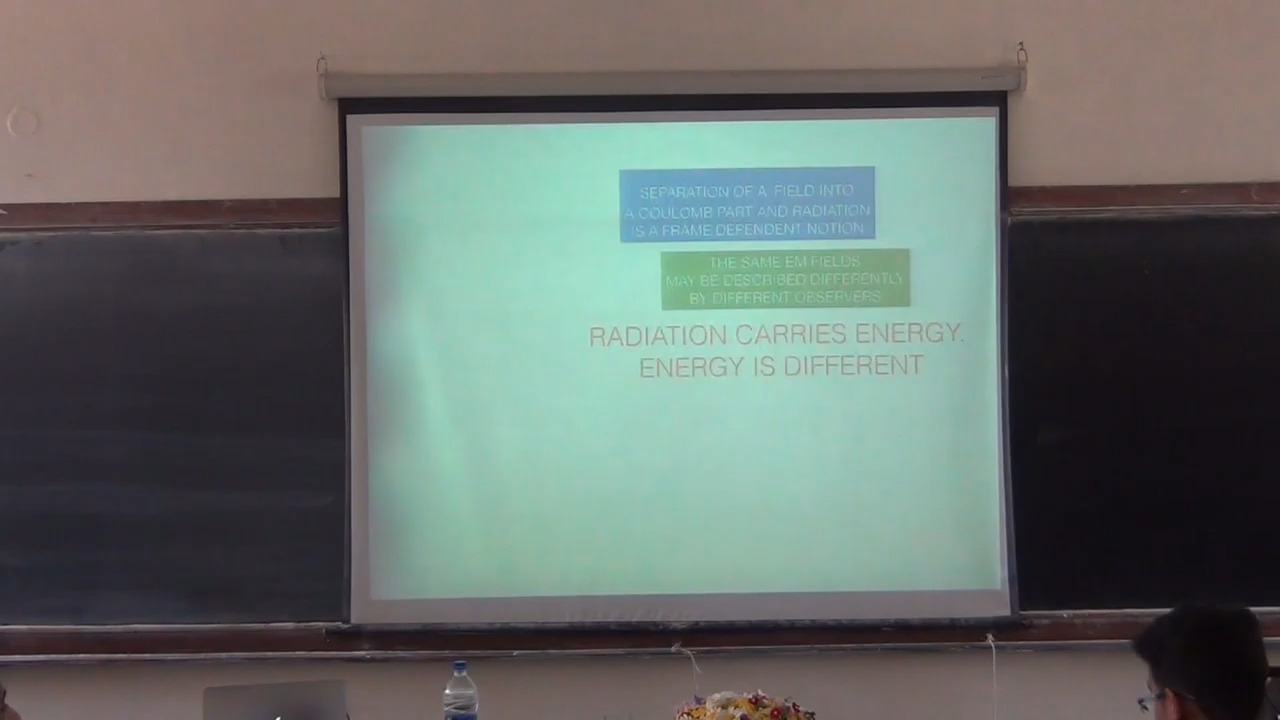 SEPARATION OF A FIELD INTO
A COULOMB PART AND RADIATION
IS A FRAME DEPENDENT NOTION
THE SAME EM FIELDS
MAY BE DESCRIBED DIFFERENTLY
BY DIFFERENT OBSERVERS
RADIATION CARRIES ENERGY.
ENERGY IS DIFFERENT